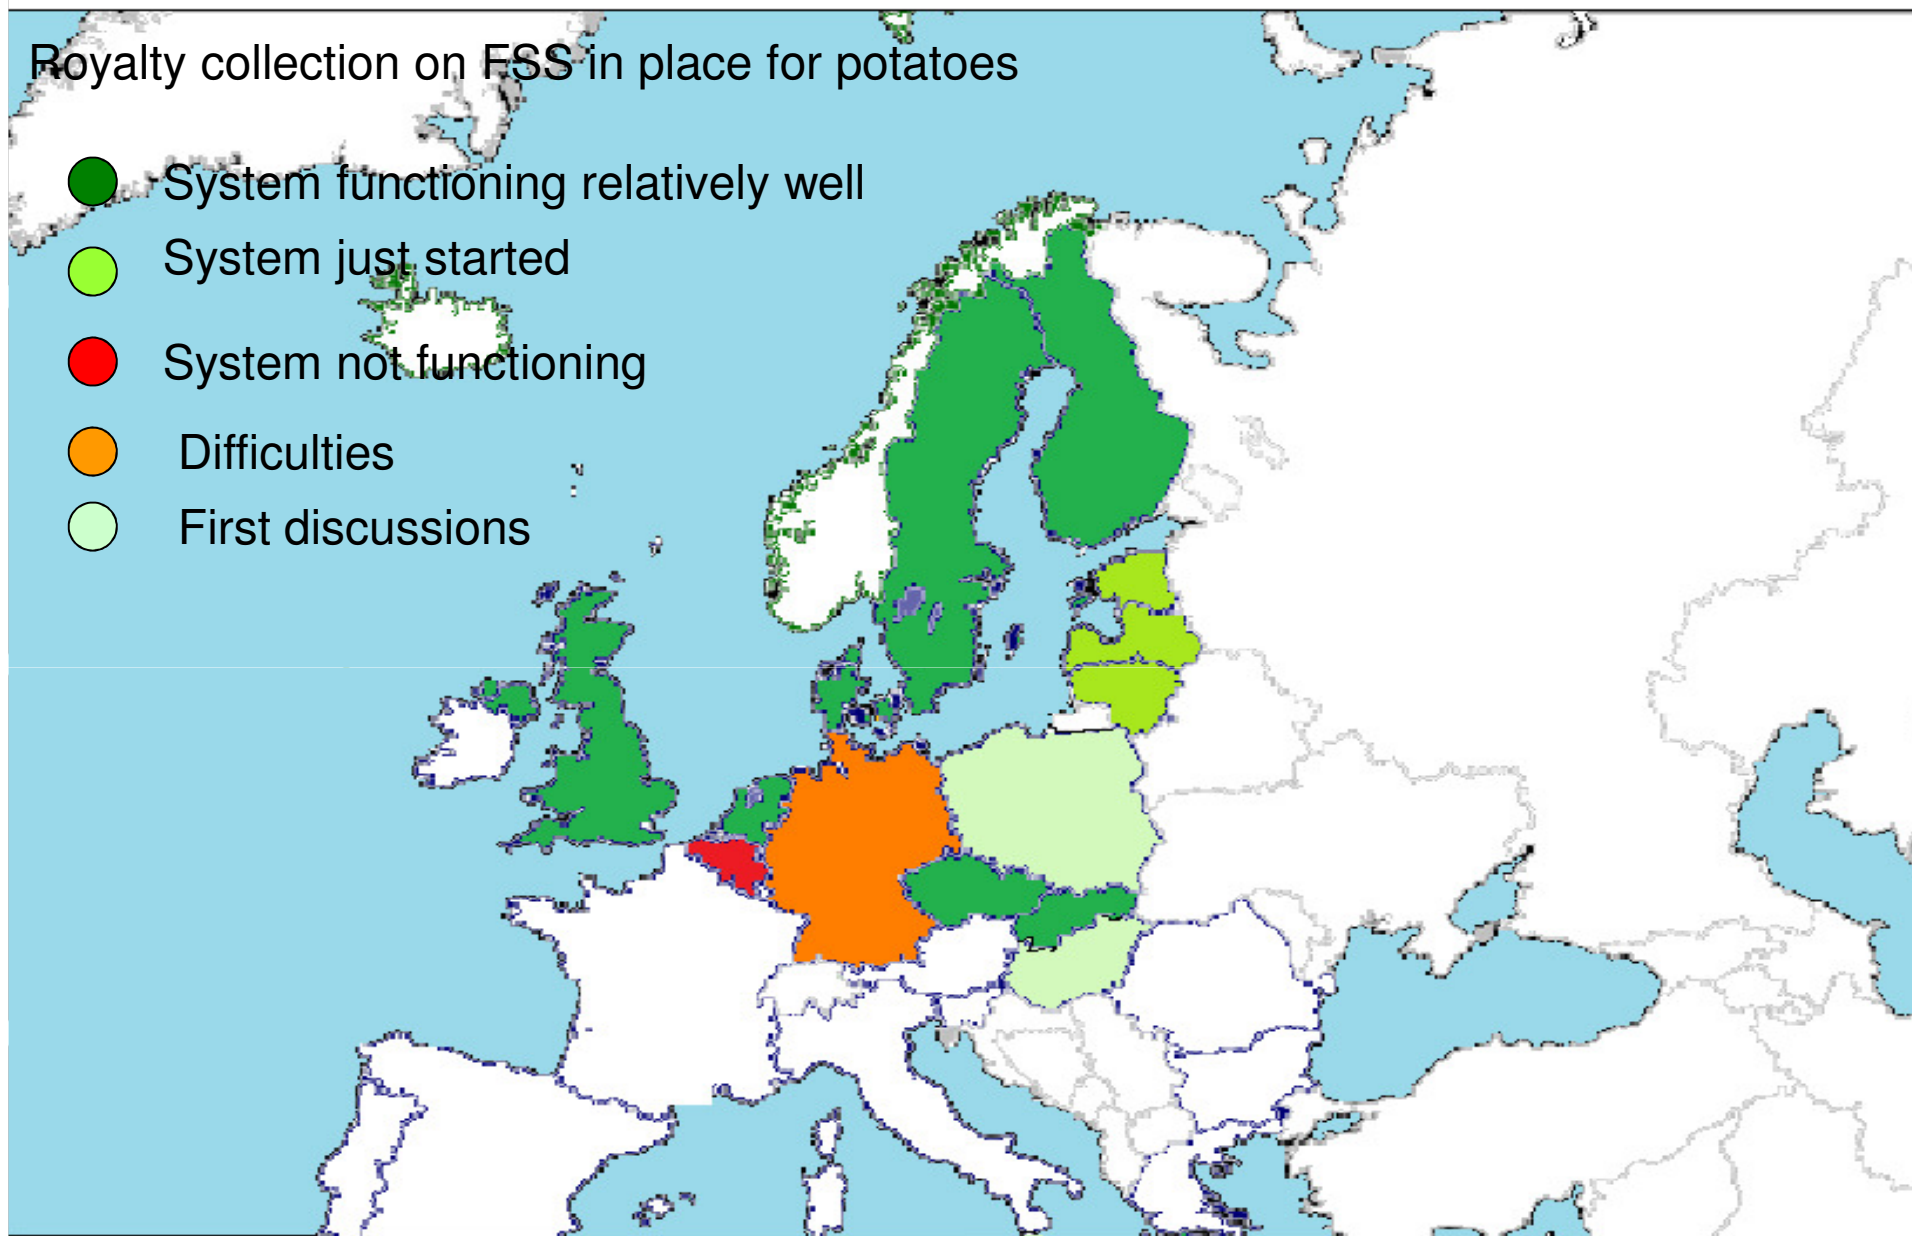 Royalty collection on FSS in place for potatoes
System functioning relatively well
System just started
System not functioning
Difficulties
First discussions